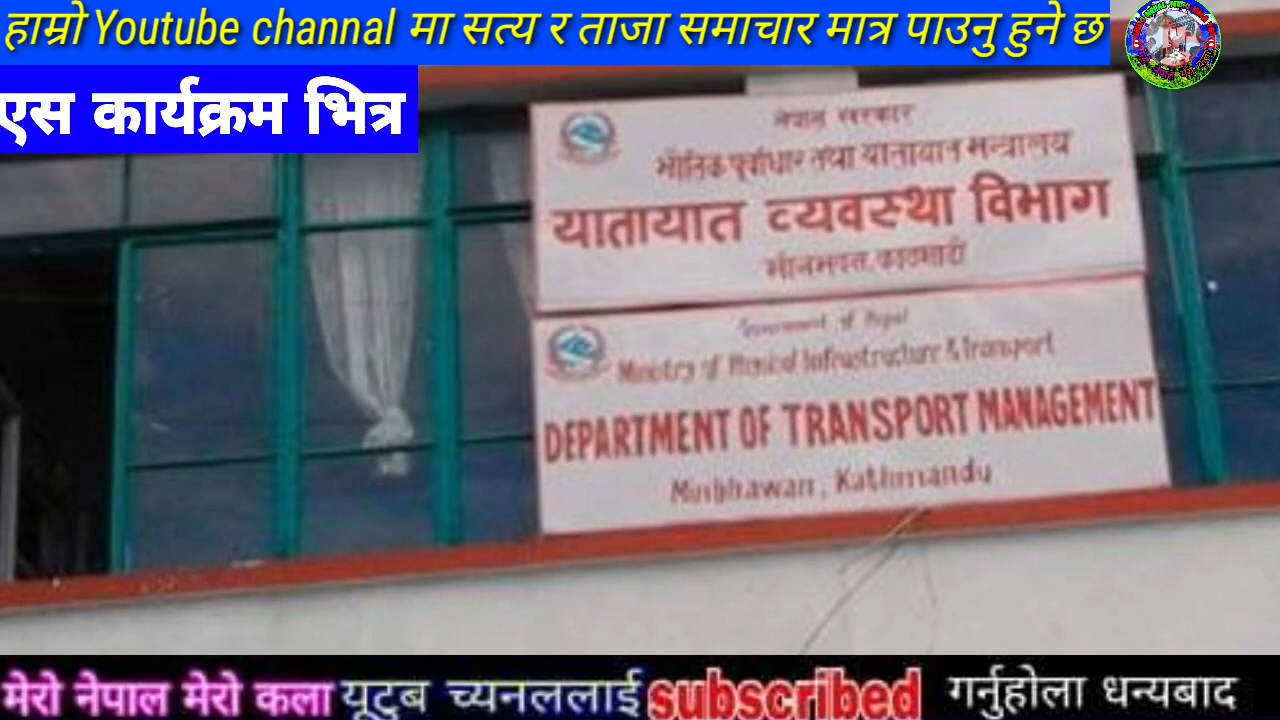 हाम्रो Youtube channal मा सत्य र ताजा समाचार मात्र पाउनु हुने छ
एस कार्यक्रम भित्र
नेपाल सरकार
भौतिक पूर्वाधार तथा यातायात मन्त्रालय
यातायात व्यवस्था विभाग
मीनभवन, काठमाडौं
Government of Nepal
Ministry of Physical Infrastructure & Transport
DEPARTMENT OF TRANSPORT MANAGEMENT
Minbhawan, Kathmandu
मेरो नेपाल मेरो कला यूटुब च्यनललाई subscribed गर्नुहोला धन्यबाद